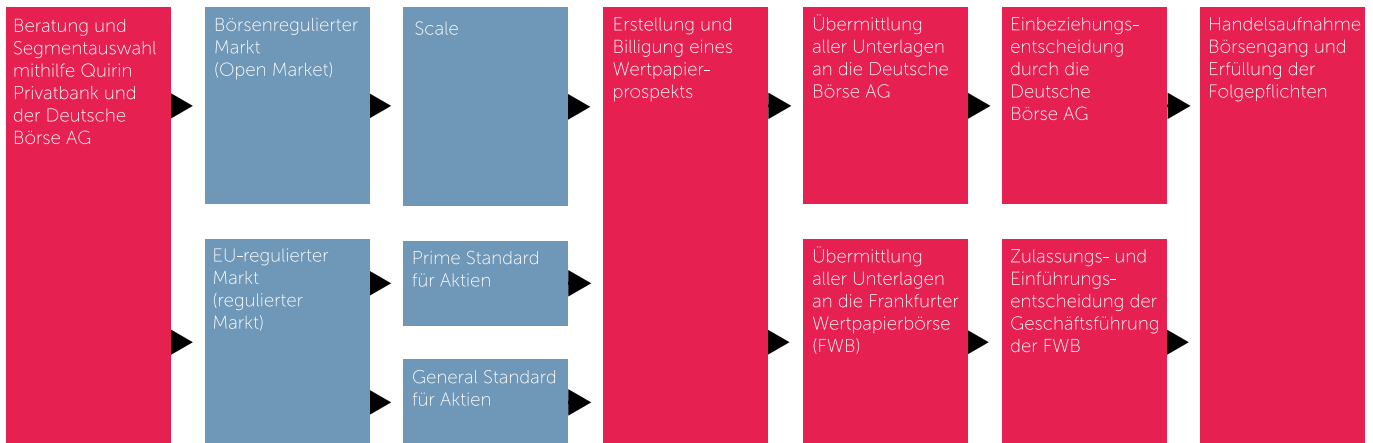 Beratung und
Segmentauswahl
mithilfe Quirin
Privatbank und
der Deutsche
Börse AG
Börsenregulierter
Markt
(Open Market)
Scale
Erstellung und
Billigung eines
Wertpapier-
prospekts
Übermittlung
aller Unterlagen
an die Deutsche
Börse AG
Einbeziehungs-
entscheidung
durch die
Deutsche
Börse AG
Handelsaufnahme
Börsengang und
Erfüllung der
Folgepflichten
EU-regulierter
Markt
(regulierter
Markt)
Prime Standard
für Aktien
General Standard
für Aktien
Übermittlung
aller Unterlagen
an die Frankfurter
Wertpapierbörse
(FWB)
Zulassungs- und
Einführungs-
entscheidung der
Geschäftsführung
der FWB